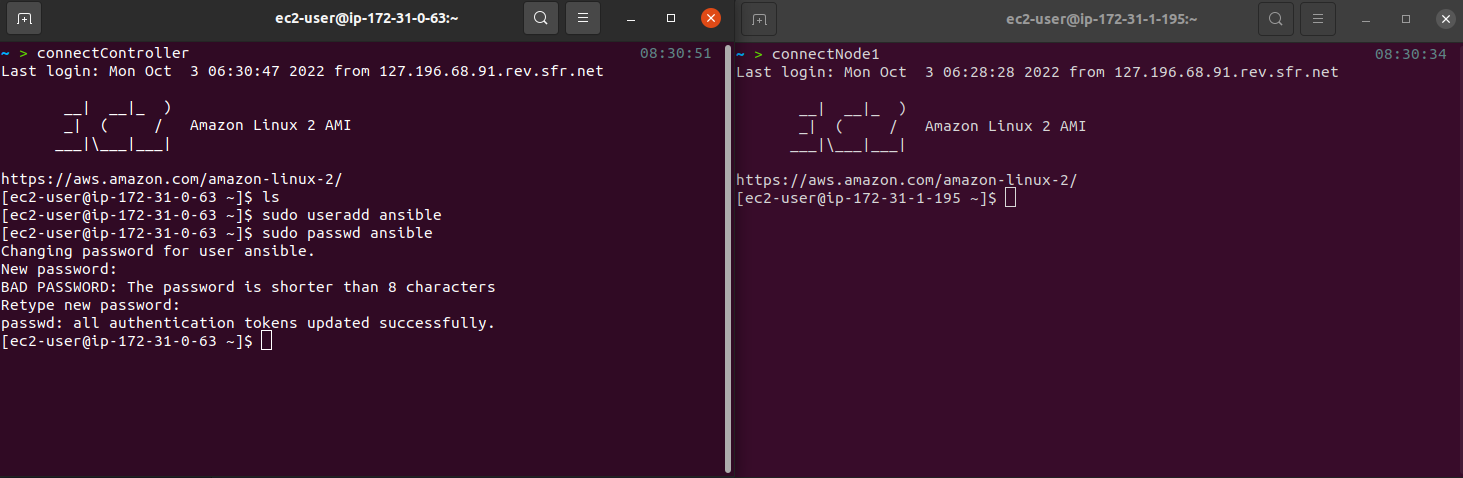 ec2-user@ip-172-31-0-63:~
~ > connectController 08:30:51
Last login: Mon Oct  3 06:30:47 2022 from 127.196.68.91.rev.sfr.net
       __|  __|_  )
       _|  (     /   Amazon Linux 2 AMI
      ___|\___|___|
https://aws.amazon.com/amazon-linux-2/
[ec2-user@ip-172-31-0-63 ~]$ ls
[ec2-user@ip-172-31-0-63 ~]$ sudo useradd ansible
[ec2-user@ip-172-31-0-63 ~]$ sudo passwd ansible
Changing password for user ansible.
New password:
BAD PASSWORD: The password is shorter than 8 characters
Retype new password:
passwd: all authentication tokens updated successfully.
[ec2-user@ip-172-31-0-63 ~]$
ec2-user@ip-172-31-1-195:~
~ > connectNode1 08:30:34
Last login: Mon Oct  3 06:28:28 2022 from 127.196.68.91.rev.sfr.net
       __|  __|_  )
       _|  (     /   Amazon Linux 2 AMI
      ___|\___|___|
https://aws.amazon.com/amazon-linux-2/
[ec2-user@ip-172-31-1-195 ~]$